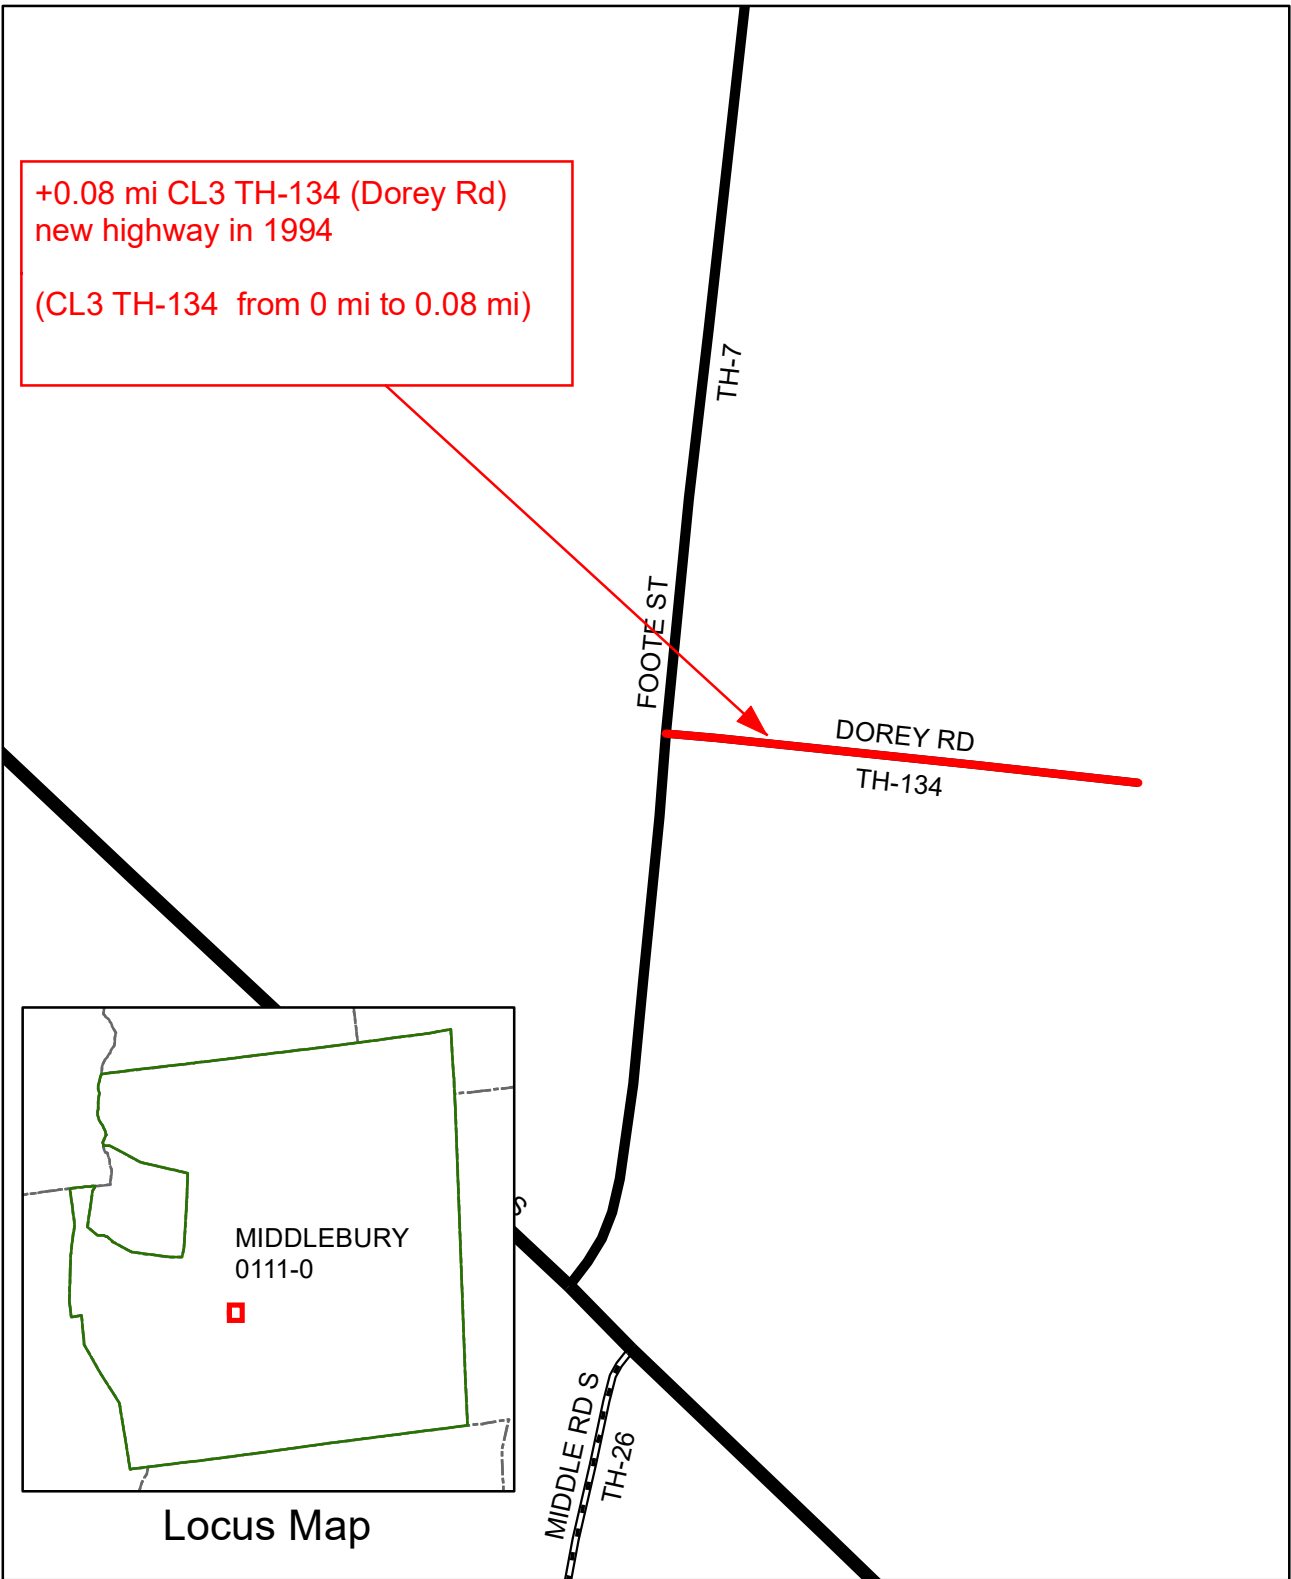 +0.08 mi CL3 TH-134 (Dorey Rd)
new highway in 1994
(CL3 TH-134  from 0 mi to 0.08 mi)
TH-7
FOOTE ST
DOREY RD
TH-134
MIDDLEBURY
0111-0
MIDDLE RD S
TH-26
Locus Map